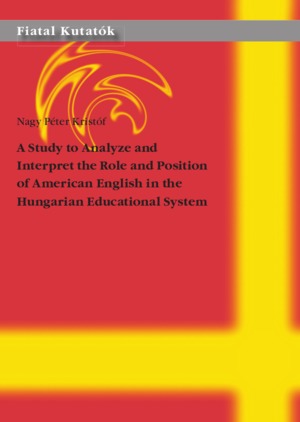 Fiatal Kutatók
Nagy Péter Kristóf
A Study to Analyze and
Interpret the Role and Position
of American English in the
Hungarian Educational System